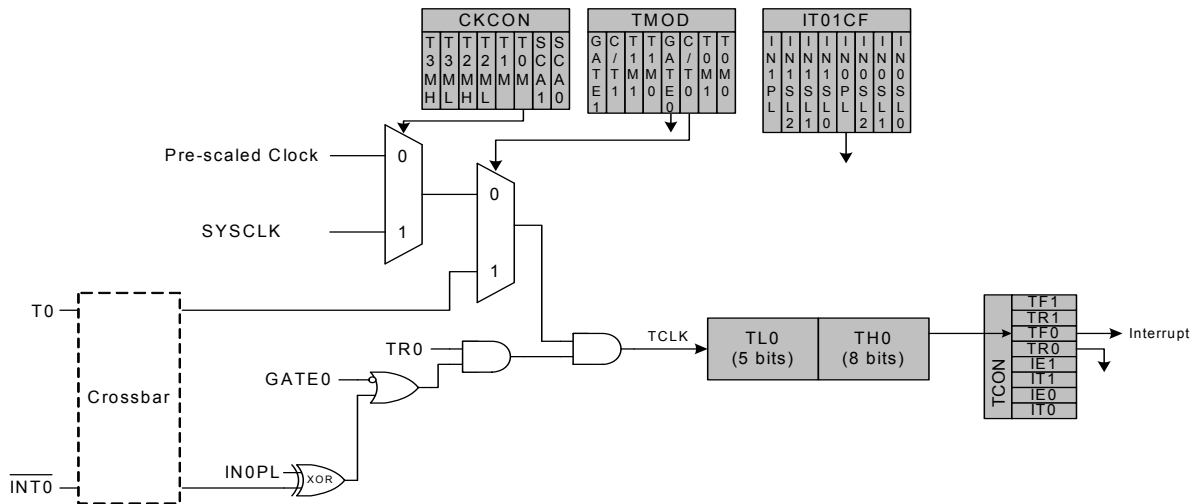 CKCON
T3MH
T3ML
T2MH
T2ML
T1M
T0M
SCA1
SCA0
TMOD
GATE1
C/T1
T1M1
T1M0
GATE0
C/T0
T0M1
T0M0
IT01CF
IN1PL
IN1SL2
IN1SL1
IN1SL0
IN0PL
IN0SL2
IN0SL1
IN0SL0
Pre-scaled Clock
0
SYSCLK
1
0
1
T0
Crossbar
INT0
TR0
GATE0
IN0PL
XOR
TCLK
TL0
(5 bits)
TH0
(8 bits)
TCON
TF1
TR1
TF0
TR0
IE1
IT1
IE0
IT0
Interrupt